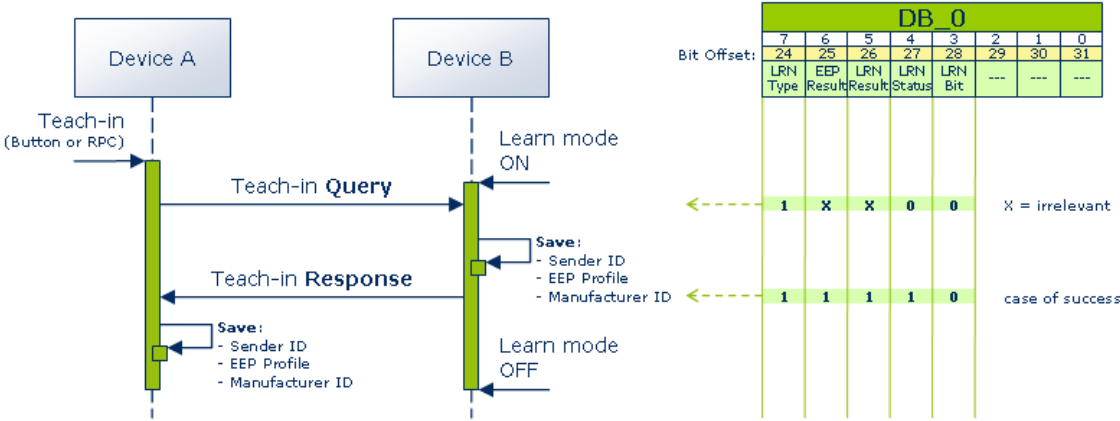 Device A
Device B
Teach-in
(Button or RPC)
Learn mode
ON
Teach-in Query
Save:
- Sender ID
- EEP Profile
- Manufacturer ID
Teach-in Response
Save:
- Sender ID
- EEP Profile
- Manufacturer ID
Learn mode
OFF
DB_0
7 6 5 4 3 2 1 0
Bit Offset: 24 25 26 27 28 29 30 31
LRN EEP LRN LRN LRN --- --- ---
Type Result Result Status Bit
1 X X 0 0 X = irrelevant
1 1 1 1 0 case of success